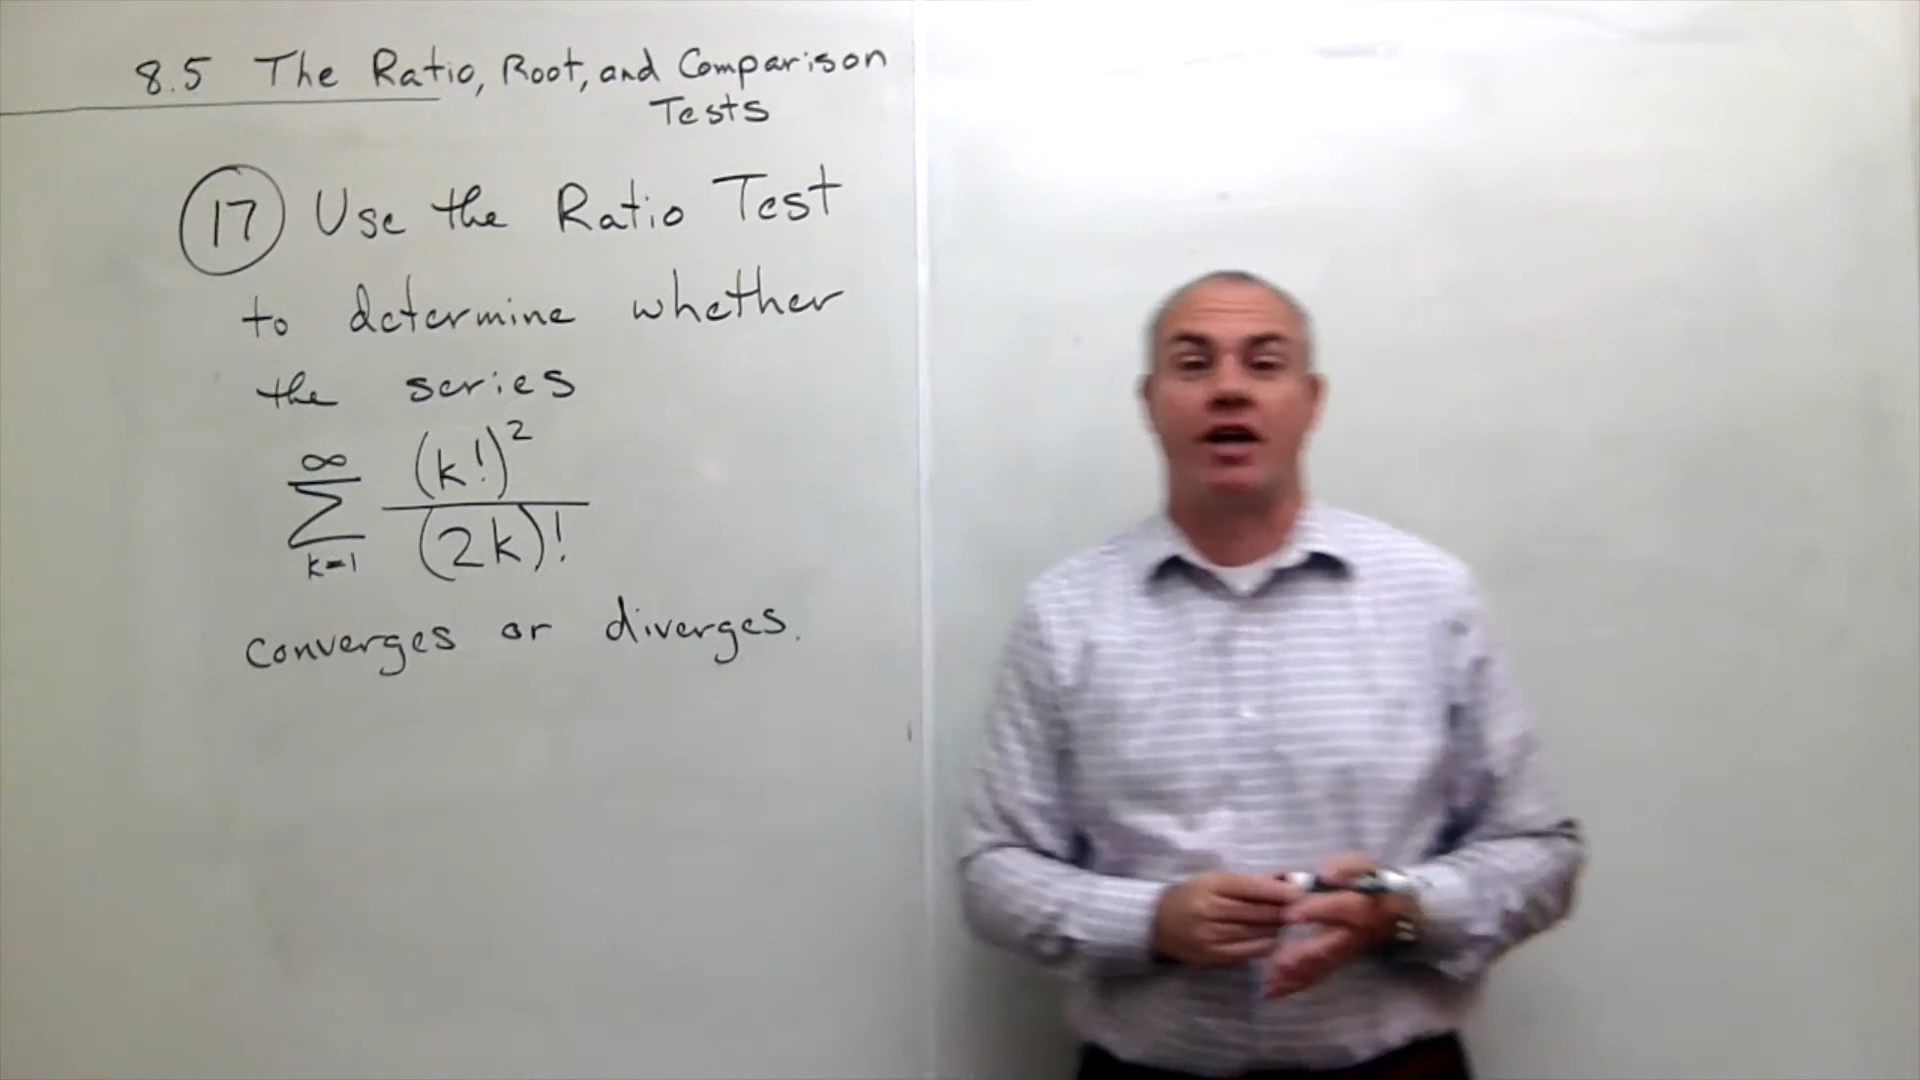 8.5 The Ratio, Root, and Comparison
Tests
17 Use the Ratio Test
to determine whether
the series
∞ (k!)²
Σ
k=1 (2k)!
converges or diverges.